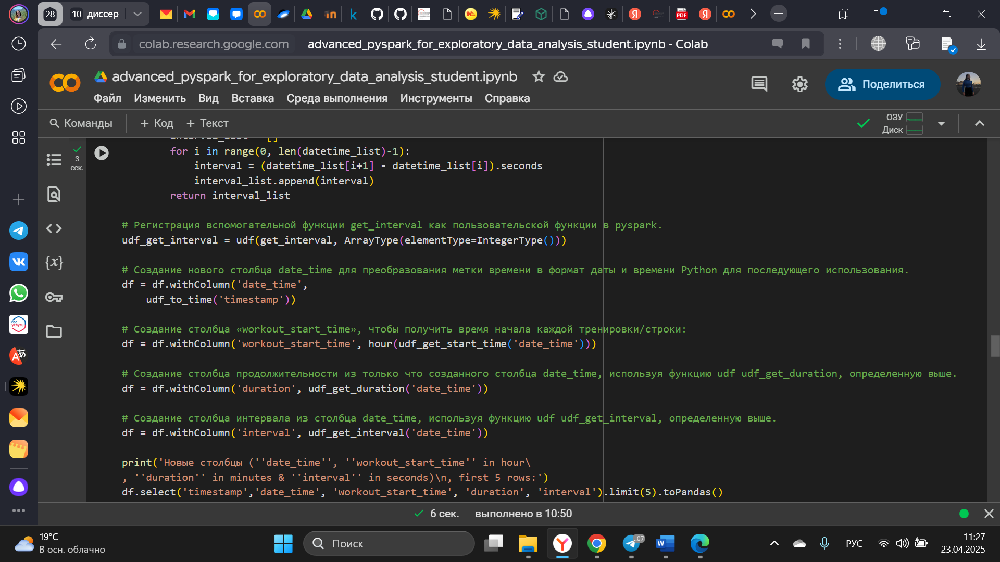 28
10 диссер
colab.research.google.com
advanced_pyspark_for_exploratory_data_analysis_student.ipynb - Colab
advanced_pyspark_for_exploratory_data_analysis_student.ipynb
Поделиться
Файл Изменить Вид Вставка Среда выполнения Инструменты Справка
Команды
+ Код + Текст
ОЗУ
Диск
3
сек.
interval_list = []
for i in range(0, len(datetime_list)-1):
interval = (datetime_list[i+1] - datetime_list[i]).seconds
interval_list.append(interval)
return interval_list
# Регистрация вспомогательной функции get_interval как пользовательской функции в pyspark.
udf_get_interval = udf(get_interval, ArrayType(elementType=IntegerType()))
# Создание нового столбца date_time для преобразования метки времени в формат даты и времени Python для последующего использования.
df = df.withColumn('date_time',
udf_to_time('timestamp'))
# Создание столбца «workout_start_time», чтобы получить время начала каждой тренировки/строки:
df = df.withColumn('workout_start_time', hour(udf_get_start_time('date_time')))
# Создание столбца продолжительности из только что созданного столбца date_time, используя функцию udf udf_get_duration, определенную выше.
df = df.withColumn('duration', udf_get_duration('date_time'))
# Создание столбца интервала из столбца date_time, используя функцию udf udf_get_interval, определенную выше.
df = df.withColumn('interval', udf_get_interval('date_time'))
print('Новые столбцы (''date_time'', ''workout_start_time'' in hour\
, ''duration'' in minutes & ''interval'' in seconds)\n, first 5 rows:')
df.select('timestamp','date_time', 'workout_start_time', 'duration', 'interval').limit(5).toPandas()
6 сек. выполнено в 10:50
19°C
В осн. облачно
Поиск
РУС
11:27
23.04.2025